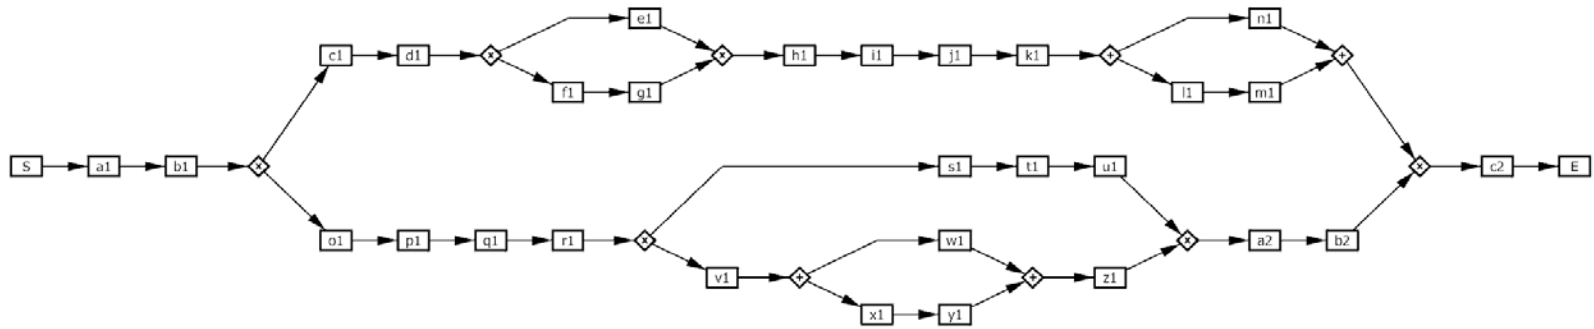 e1 n1
c1 d1 × × h1 i1 j1 k1 + +
f1 g1 l1 m1
S a1 b1 × s1 t1 u1 × c2 E
o1 p1 q1 r1 × w1 × a2 b2
v1 + + z1
x1 y1